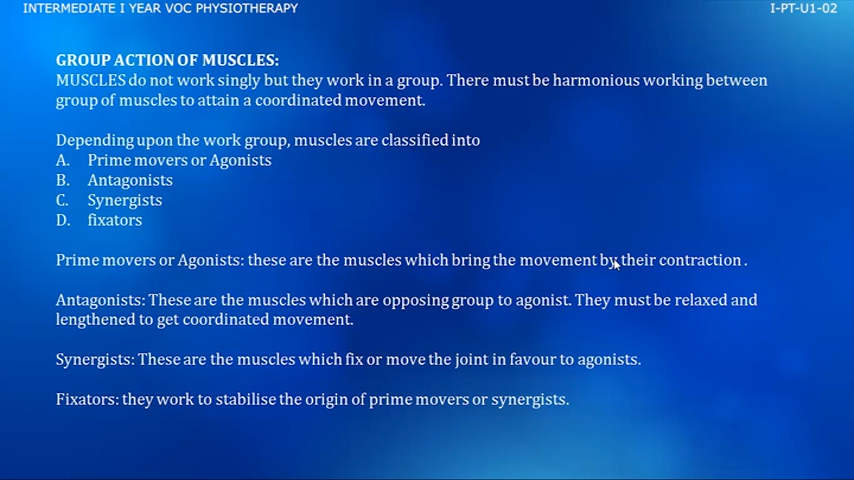 INTERMEDIATE I YEAR VOC PHYSIOTHERAPY
I-PT-U1-02
GROUP ACTION OF MUSCLES:
MUSCLES do not work singly but they work in a group. There must be harmonious working between
group of muscles to attain a coordinated movement.
Depending upon the work group, muscles are classified into
A. Prime movers or Agonists
B. Antagonists
C. Synergists
D. fixators
Prime movers or Agonists: these are the muscles which bring the movement by their contraction .
Antagonists: These are the muscles which are opposing group to agonist. They must be relaxed and
lengthened to get coordinated movement.
Synergists: These are the muscles which fix or move the joint in favour to agonists.
Fixators: they work to stabilise the origin of prime movers or synergists.